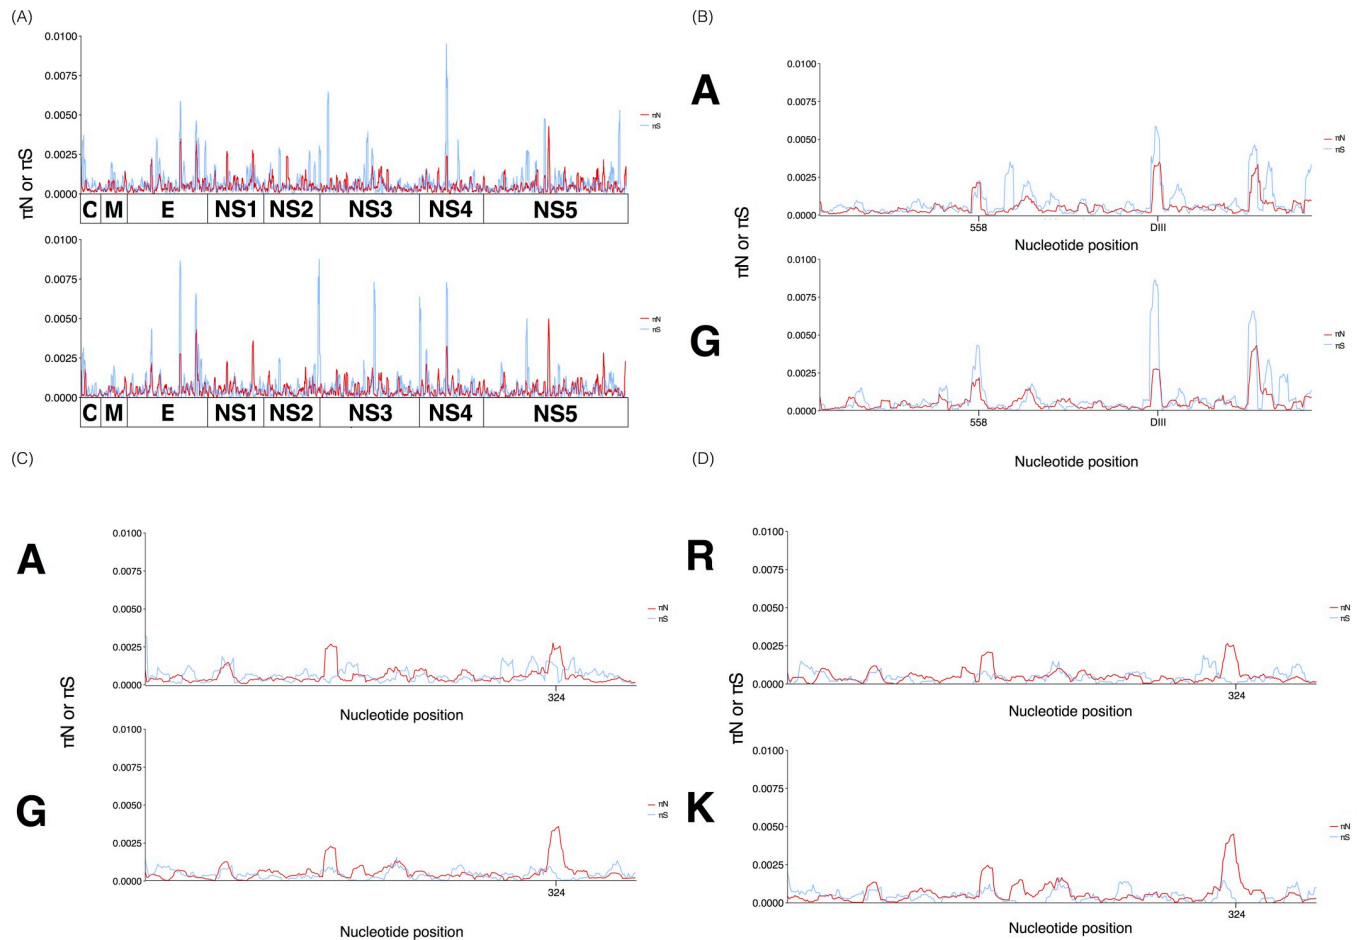 (A)
πN or πS
0.0100
0.0075
0.0050
0.0025
0.0000
πN
πS
C M E NS1 NS2 NS3 NS4 NS5
0.0100
0.0075
0.0050
0.0025
0.0000
πN
πS
C M E NS1 NS2 NS3 NS4 NS5
(B)
πN or πS
A
0.0100
0.0075
0.0050
0.0025
0.0000
πN
πS
558 DIII
Nucleotide position
G
0.0100
0.0075
0.0050
0.0025
0.0000
πN
πS
558 DIII
Nucleotide position
(C)
πN or πS
A
0.0100
0.0075
0.0050
0.0025
0.0000
πN
πS
324
Nucleotide position
G
0.0100
0.0075
0.0050
0.0025
0.0000
πN
πS
324
Nucleotide position
(D)
πN or πS
R
0.0100
0.0075
0.0050
0.0025
0.0000
πN
πS
324
Nucleotide position
K
0.0100
0.0075
0.0050
0.0025
0.0000
πN
πS
324
Nucleotide position